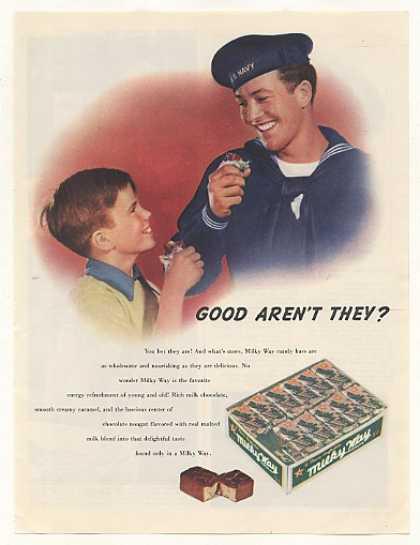 U.S. NAVY
GOOD AREN'T THEY?
You bet they are! And what's more, Milky Way candy bars are
as wholesome and nourishing as they are delicious. No
wonder Milky Way is the favorite
energy refreshment of young and old! Rich milk chocolate,
smooth creamy caramel, and the luscious center of
chocolate nougat flavored with real malted
milk blend into that delightful taste
found only in a Milky Way.
Milky Way
Milky Way